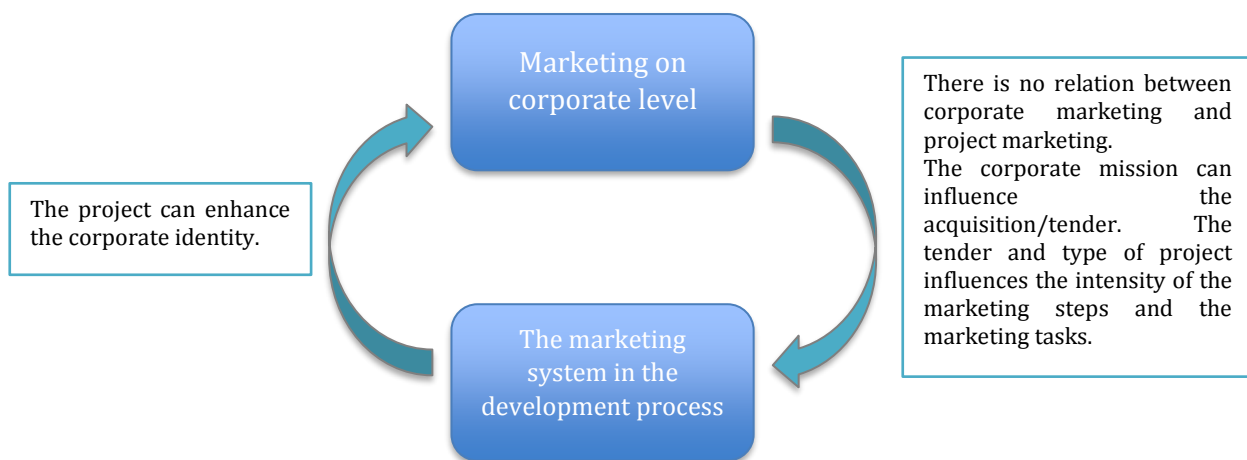 Marketing on
corporate level
There is no relation between
corporate marketing and
project marketing.
The corporate mission can
influence the
acquisition/tender. The
tender and type of project
influences the intensity of the
marketing steps and the
marketing tasks.
The project can enhance
the corporate identity.
The marketing
system in the
development process